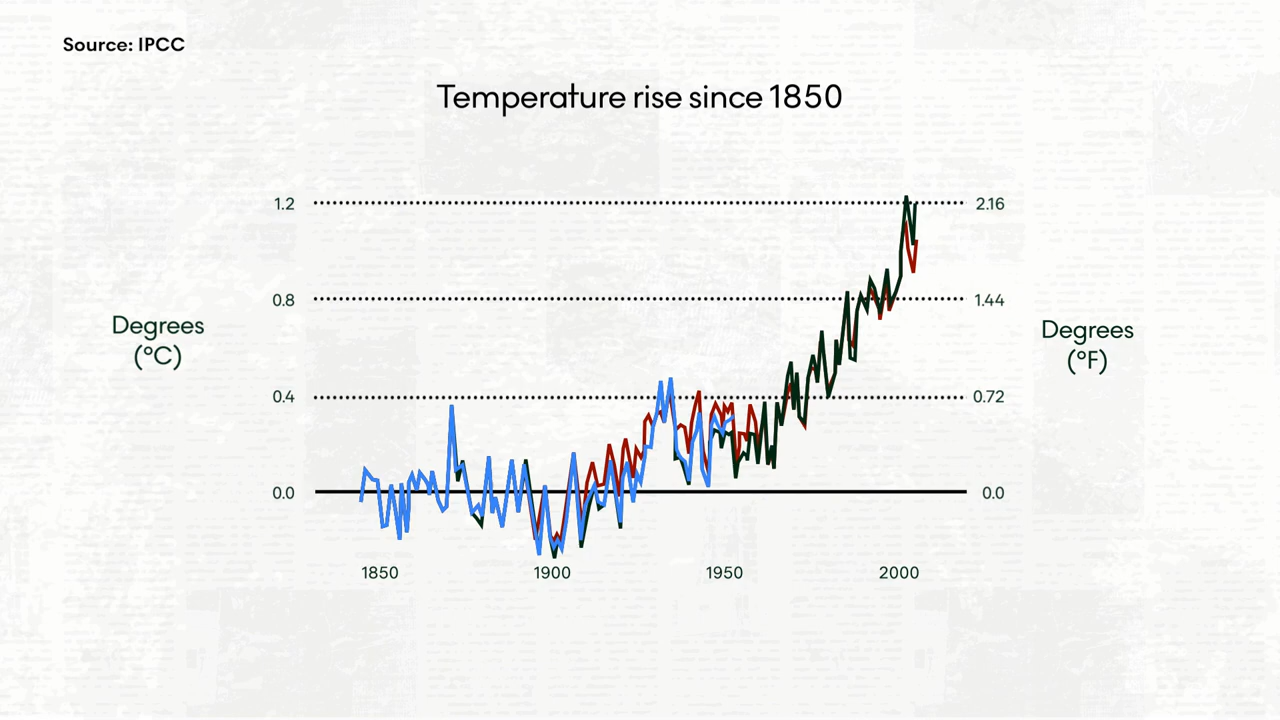 Source: IPCC
Temperature rise since 1850
1.2
2.16
0.8
1.44
Degrees
(°C)
Degrees
(°F)
0.4
0.72
0.0
0.0
1850
1900
1950
2000